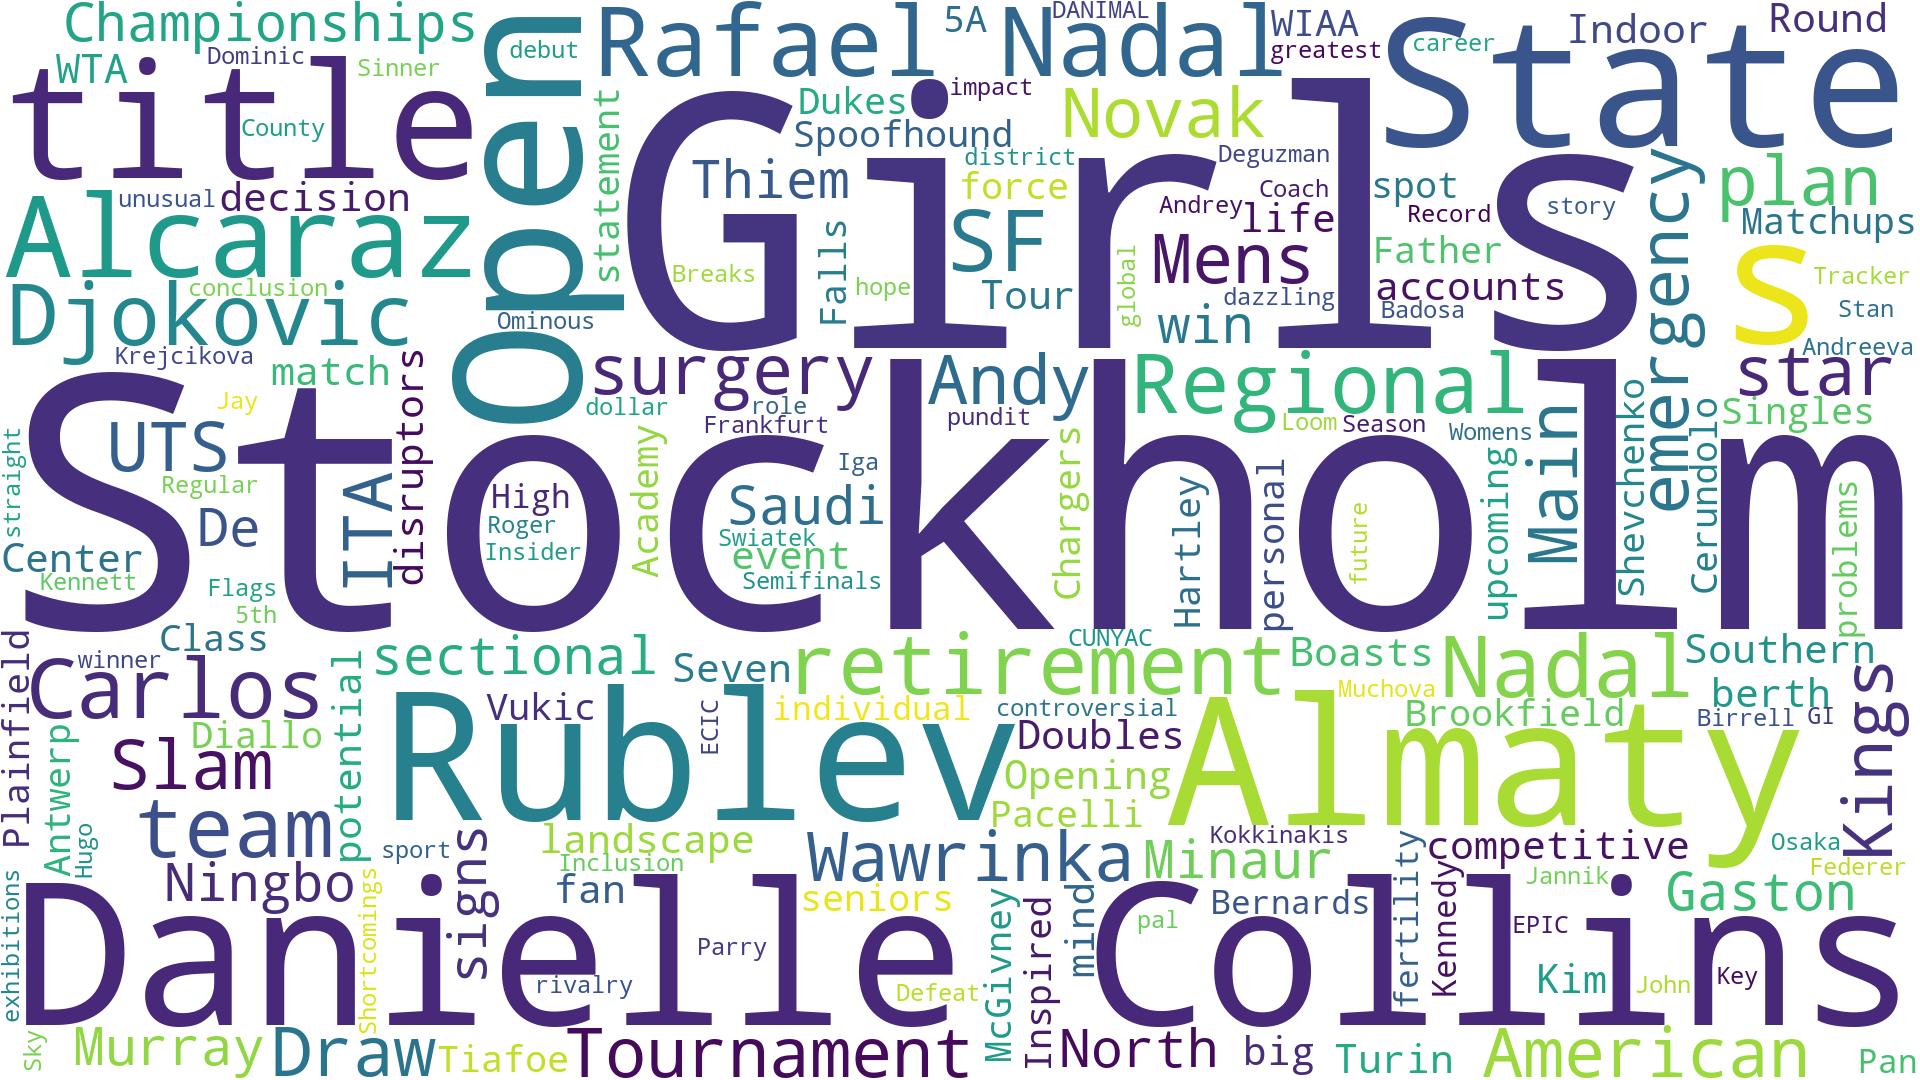 Championships
Rafael
5A
Nadal
DANIMAL
WIAA
State
Indoor
Round
WTA
Dominic
Sinner
debut
greatest
career
title
Open
statement
Girls
Dukes
impact
Novak
County
Spoofhound
Thiem
district
force
Deguzman
Coach
spot
emergency
plan
unusual
decision
Andrey
life
Record
story
Matchups
Alcaraz
SF
Mens
Father
s
Breaks
Falls
hope
Tour
global
dazzling
accounts
Tracker
conclusion
Djokovic
Ominous
win
Badosa
Stan
Krejcikova
match
disruptors
surgery
Andy
Regional
star
Andreeva
Jay
dollar
role
Frankfurt
pundit
Loom
Season
Womens
Main
Shevchenko
Singles
Stockholm
straight
UTS
Regular
ITA
High
Academy
Iga
Saudi
Chargers
Hartley
personal
upcoming
Cerundolo
De
Roger
Insider
Swiatek
event
Semifinals
future
problems
Center
Kennett
Flags
5th
Class
sectional
Seven
retirement
CUNYAC
Boasts
Nadal
Southern
Plainfield
winner
Carlos
potential
Rublev
Vukic
ECIC
individual
controversial
Almaty
Muchova
berth
Kings
Diallo
Antwerp
Doubles
Brookfield
Birrell
GI
Slam
Opening
Pacelli
team
Hugo
sport
signs
landscape
Inclusion
Wawrinka
Minaur
Kokkinakis
fertility
competitive
Osaka
Federer
Ningbo
fan
seniors
McGivney
Inspired
mind
Bernards
Kennedy
Jannik
Gaston
exhibitions
Shortcomings
Danielle
Parry
pal
Collins
EPIC
rivalry
Defeat
Kim
John
Key
Sky
Murray
Draw
Tiafoe
Tournament
North
big
Turin
American
Pan